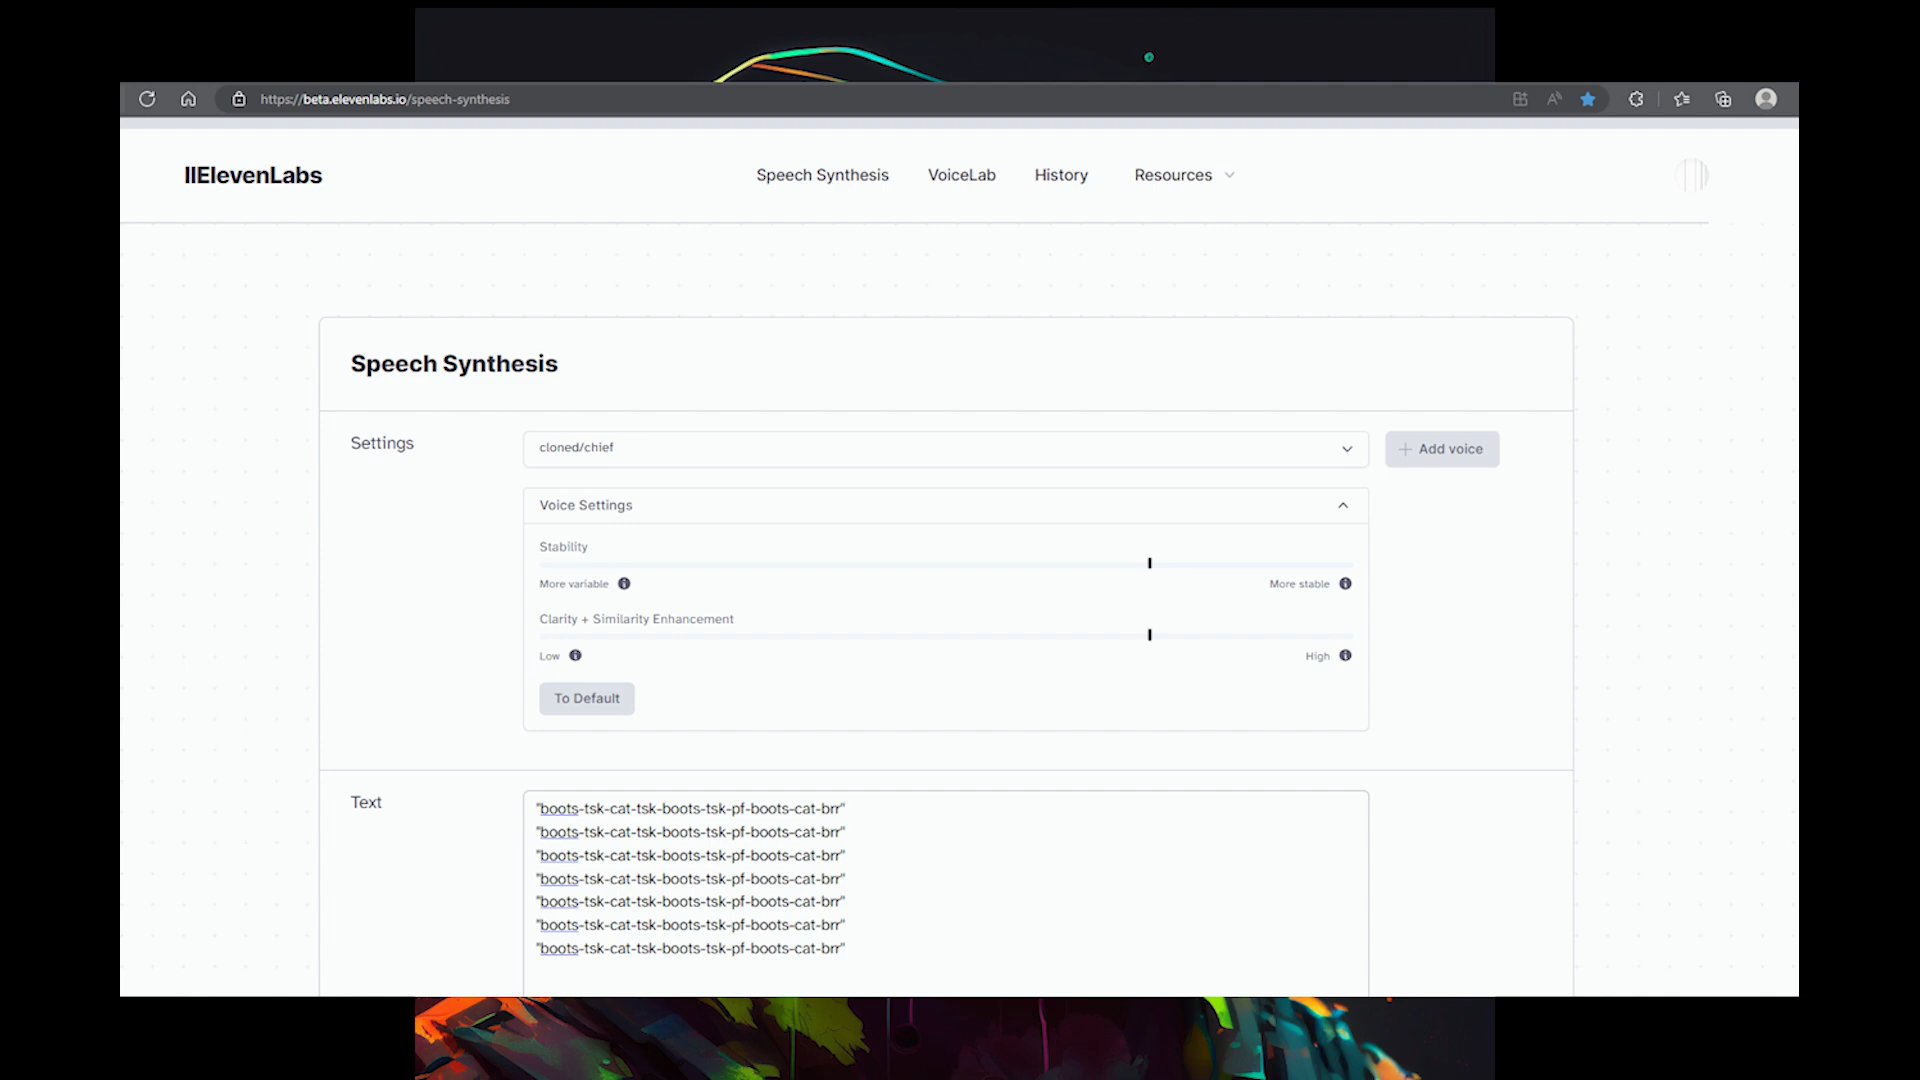 https://beta.elevenlabs.io/speech-synthesis
IIElevenLabs
Speech Synthesis
VoiceLab
History
Resources
Speech Synthesis
Settings
cloned/chief
+ Add voice
Voice Settings
Stability
More variable
More stable
Clarity + Similarity Enhancement
Low
High
To Default
Text
"boots-tsk-cat-tsk-boots-tsk-pf-boots-cat-brr"
"boots-tsk-cat-tsk-boots-tsk-pf-boots-cat-brr"
"boots-tsk-cat-tsk-boots-tsk-pf-boots-cat-brr"
"boots-tsk-cat-tsk-boots-tsk-pf-boots-cat-brr"
"boots-tsk-cat-tsk-boots-tsk-pf-boots-cat-brr"
"boots-tsk-cat-tsk-boots-tsk-pf-boots-cat-brr"
"boots-tsk-cat-tsk-boots-tsk-pf-boots-cat-brr"